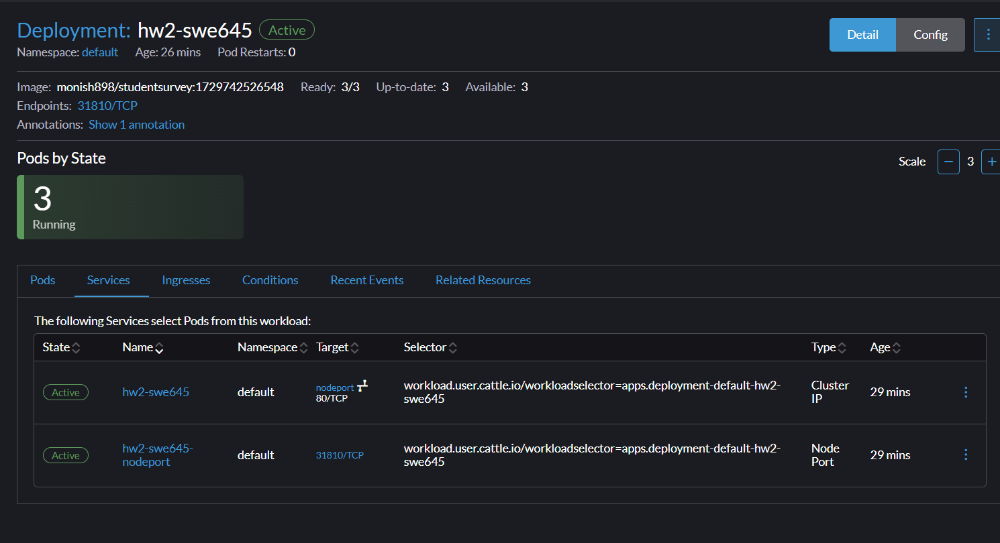 Deployment: hw2-swe645 Active
Detail Config
Namespace: default Age: 26 mins Pod Restarts: 0
Image: monish898/studentsurvey:1729742526548 Ready: 3/3 Up-to-date: 3 Available: 3
Endpoints: 31810/TCP
Annotations: Show 1 annotation
Pods by State
Scale − 3 +
3
Running
Pods Services Ingresses Conditions Recent Events Related Resources
The following Services select Pods from this workload:
State Name Namespace Target Selector Type Age
Active hw2-swe645 default nodeport 80/TCP workload.user.cattle.io/workloadselector=apps.deployment-default-hw2-swe645 Cluster IP 29 mins
Active hw2-swe645-nodeport default 31810/TCP workload.user.cattle.io/workloadselector=apps.deployment-default-hw2-swe645 Node Port 29 mins